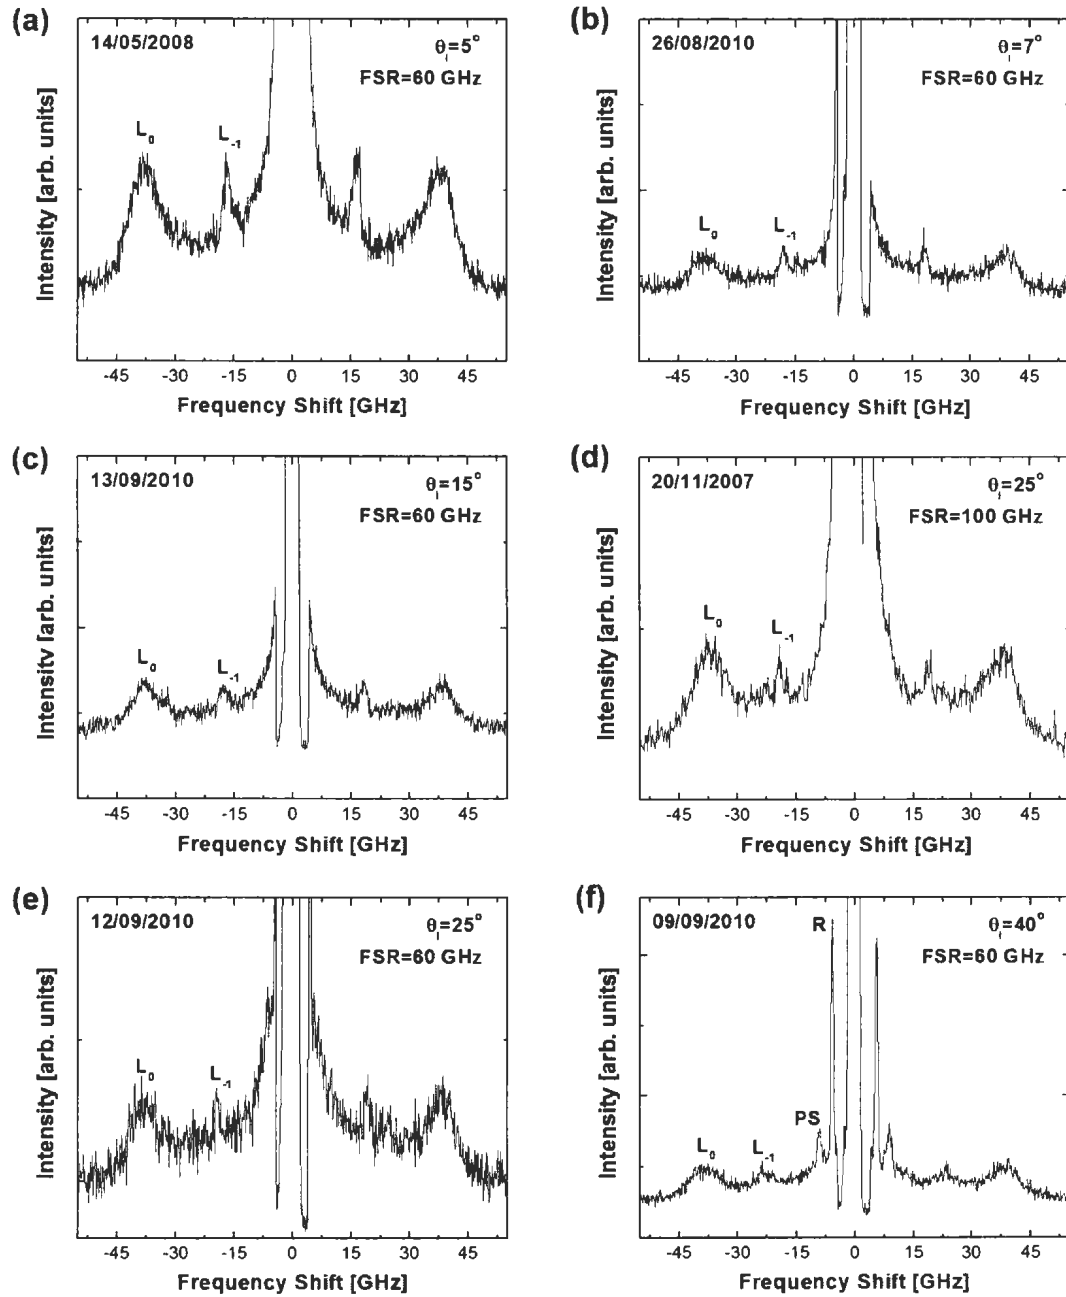 (a)
14/05/2008
θi=5°
FSR=60 GHz
L0
L-1
Intensity [arb. units]
-45 -30 -15 0 15 30 45
Frequency Shift [GHz]
(b)
26/08/2010
θi=7°
FSR=60 GHz
L0
L-1
Intensity [arb. units]
-45 -30 -15 0 15 30 45
Frequency Shift [GHz]
(c)
13/09/2010
θi=15°
FSR=60 GHz
L0
L-1
Intensity [arb. units]
-45 -30 -15 0 15 30 45
Frequency Shift [GHz]
(d)
20/11/2007
θi=25°
FSR=100 GHz
L0
L-1
Intensity [arb. units]
-45 -30 -15 0 15 30 45
Frequency Shift [GHz]
(e)
12/09/2010
θi=25°
FSR=60 GHz
L0
L-1
Intensity [arb. units]
-45 -30 -15 0 15 30 45
Frequency Shift [GHz]
(f)
09/09/2010
R
θi=40°
FSR=60 GHz
PS
L0
L-1
Intensity [arb. units]
-45 -30 -15 0 15 30 45
Frequency Shift [GHz]